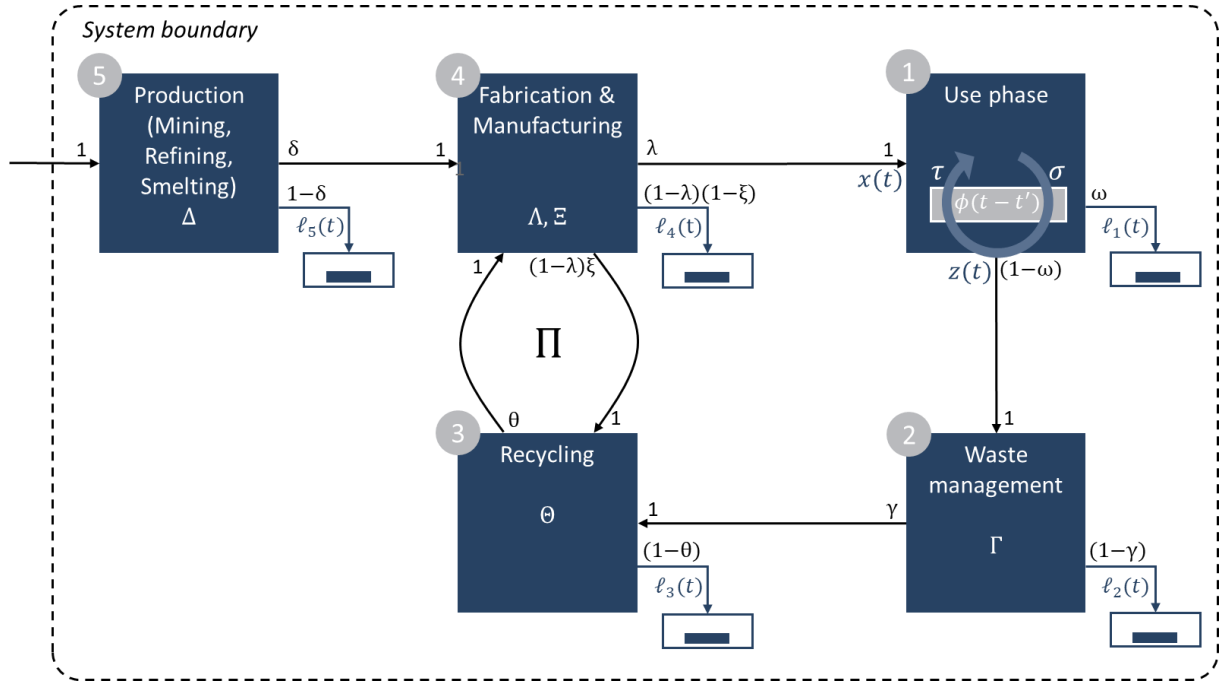 System boundary
5
Production
(Mining,
Refining,
Smelting)
Δ
1
δ
1−δ
ℓ₅(t)
4
Fabrication &
Manufacturing
Λ, Ξ
1
1
λ
(1−λ)(1−ξ)
ℓ₄(t)
1
(1−λ)ξ
1
Use phase
τ
σ
ϕ(t − t′)
1
x(t)
ω
ℓ₁(t)
z(t)
(1−ω)
∏
θ
1
3
Recycling
Θ
1
(1−θ)
ℓ₃(t)
1
2
Waste
management
Γ
γ
(1−γ)
ℓ₂(t)